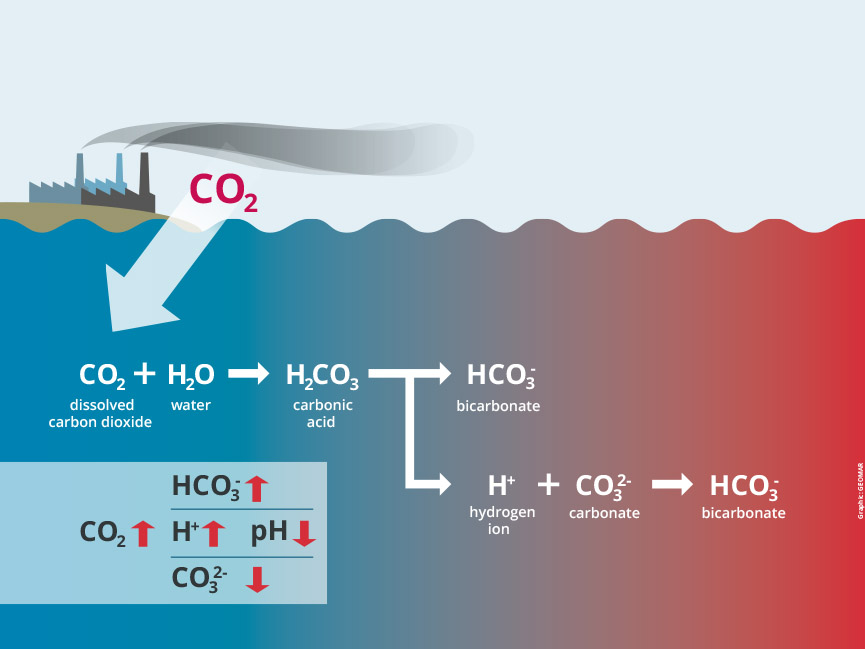 CO₂
CO₂ + H₂O → H₂CO₃ → HCO₃⁻
dissolved carbon dioxide
water
carbonic acid
bicarbonate
H⁺ + CO₃²⁻ → HCO₃⁻
hydrogen ion
carbonate
bicarbonate
HCO₃⁻ ↑
CO₂ ↑ H⁺ ↑ pH ↓
CO₃²⁻ ↓
Graphic: GEOMAR